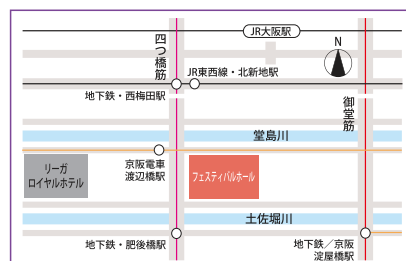 JR大阪駅
四つ橋筋
N
JR東西線・北新地駅
地下鉄・西梅田駅
御堂筋
堂島川
京阪電車
渡辺橋駅
リーガ
ロイヤルホテル
フェスティバルホール
土佐堀川
地下鉄・肥後橋駅
地下鉄／京阪
淀屋橋駅